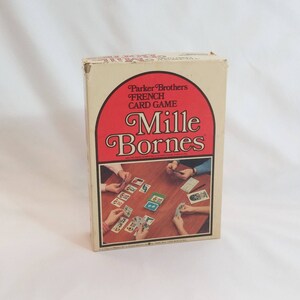 Parker Brothers
FRENCH
CARD GAME
Mille
Bornes